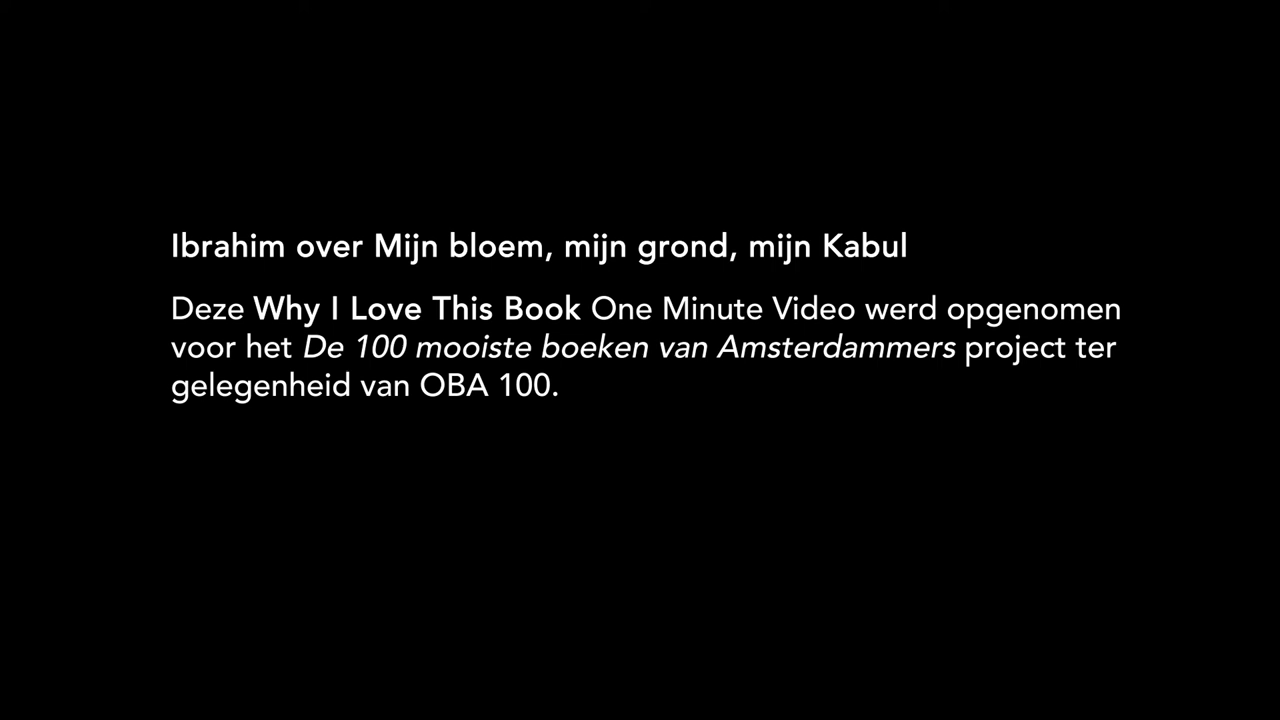 Ibrahim over Mijn bloem, mijn grond, mijn Kabul
Deze Why I Love This Book One Minute Video werd opgenomen
voor het De 100 mooiste boeken van Amsterdammers project ter
gelegenheid van OBA 100.